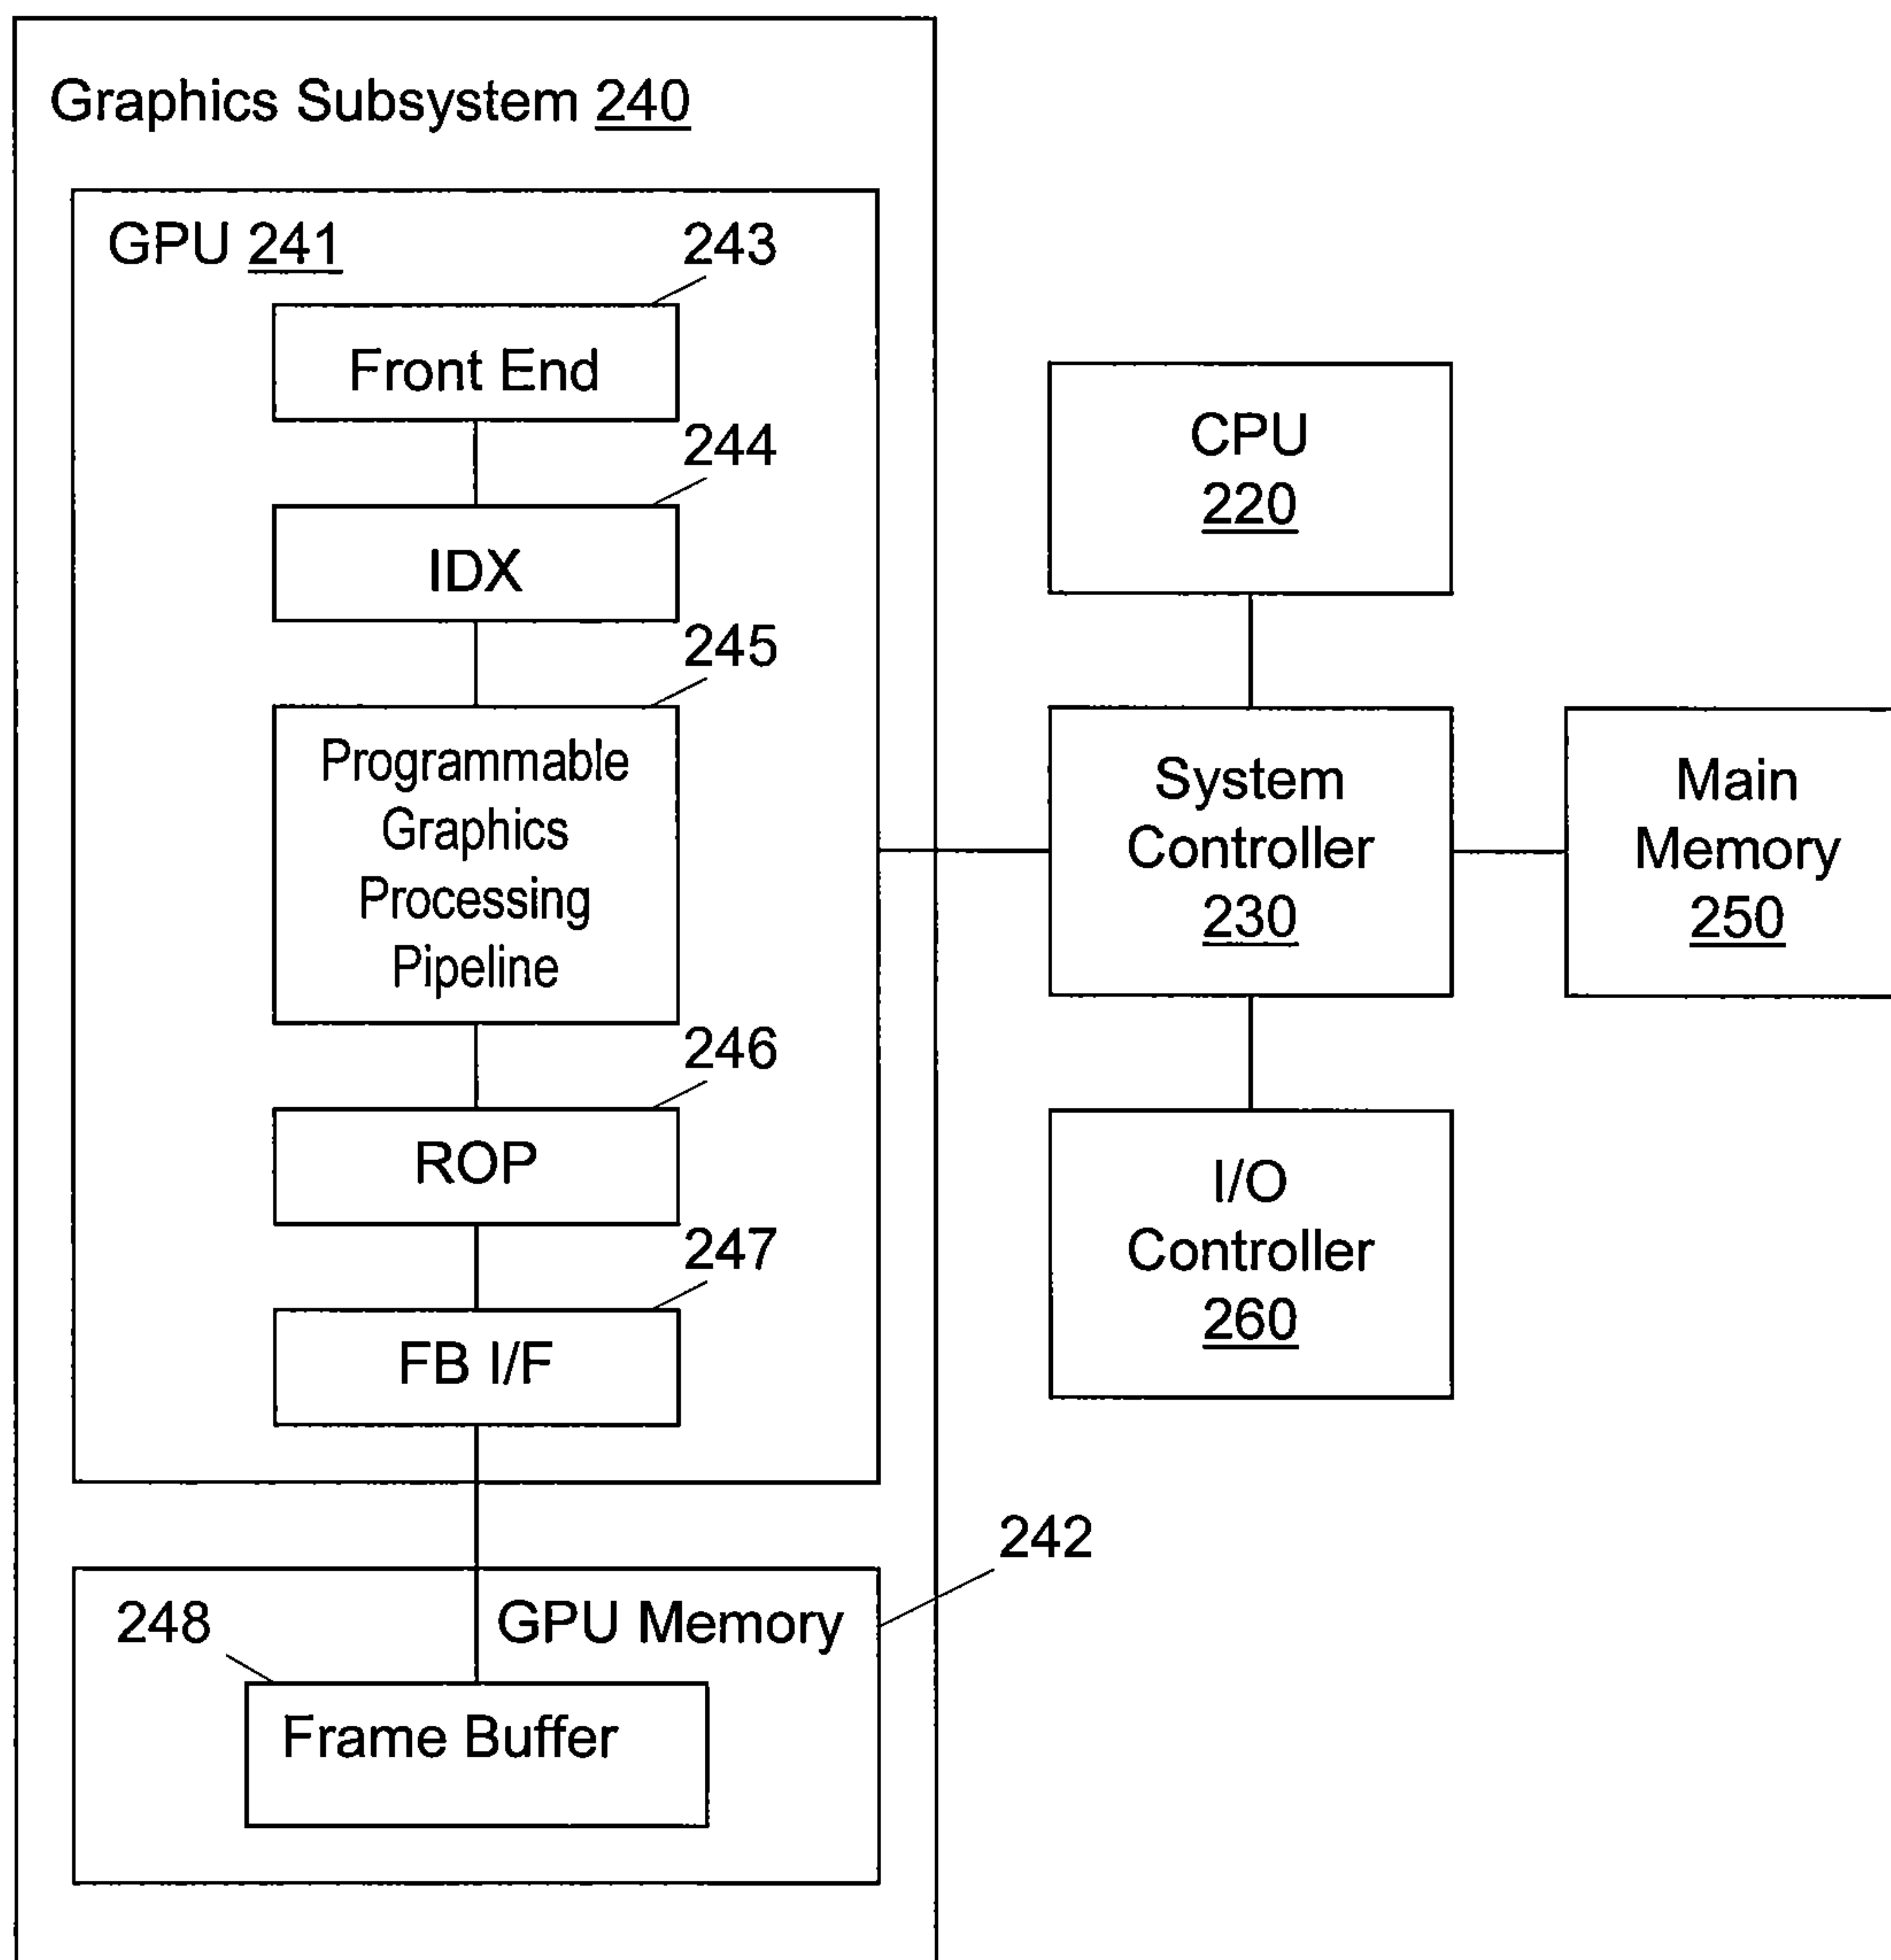 Graphics Subsystem 240
GPU 241
243
Front End
244
IDX
245
Programmable
Graphics
Processing
Pipeline
246
ROP
247
FB I/F
242
GPU Memory
248
Frame Buffer
CPU
220
System
Controller
230
Main
Memory
250
I/O
Controller
260